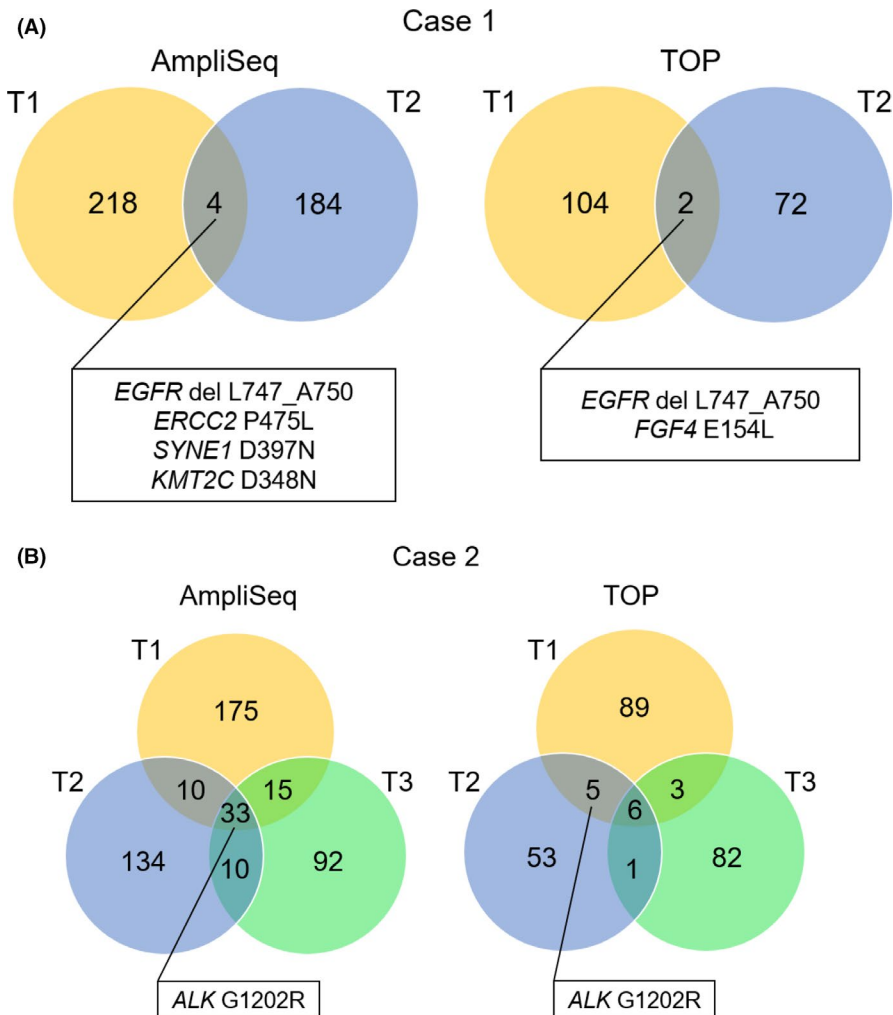 (A)
Case 1
AmpliSeq
TOP
T1
T2
T1
T2
218
4
184
104
2
72
EGFR del L747_A750
ERCC2 P475L
SYNE1 D397N
KMT2C D348N
EGFR del L747_A750
FGF4 E154L
(B)
Case 2
AmpliSeq
TOP
T1
T1
175
89
T2
10
15
T3
T2
5
3
T3
33
6
134
10
92
53
1
82
ALK G1202R
ALK G1202R